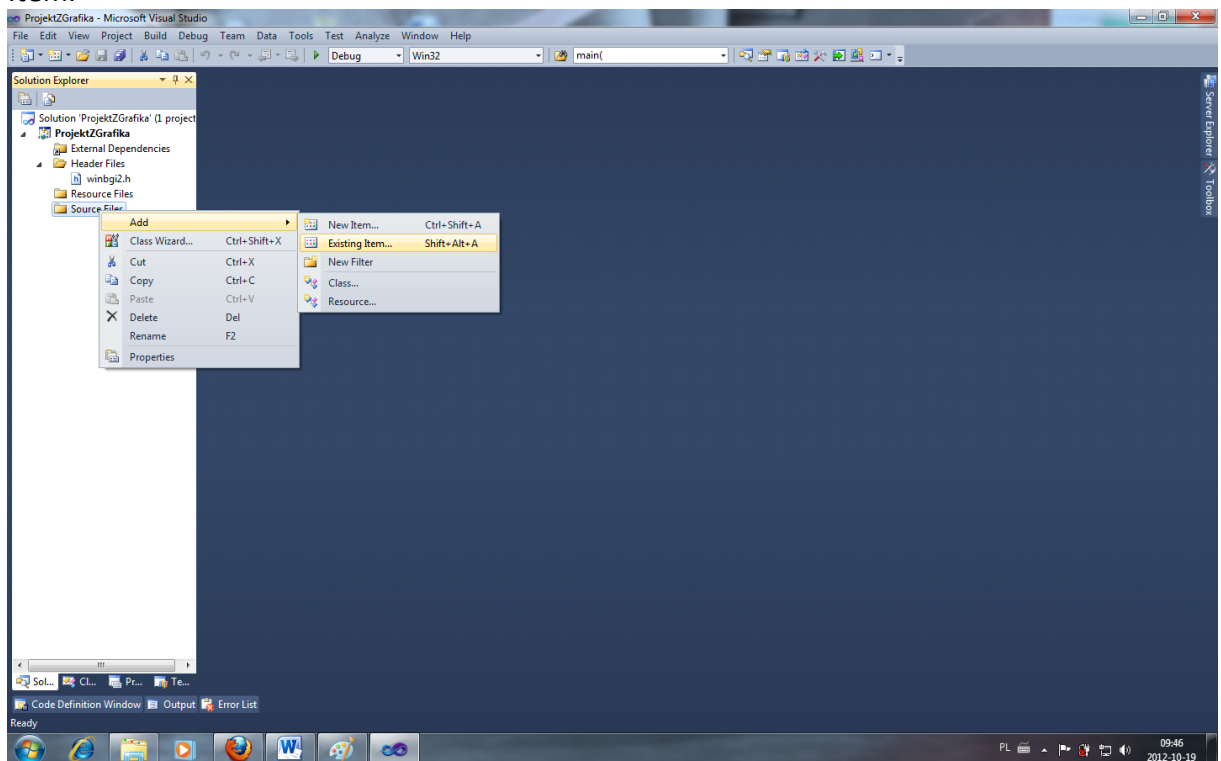 item.
ProjektZGrafika - Microsoft Visual Studio
File Edit View Project Build Debug Team Data Tools Test Analyze Window Help
Debug Win32 main(
Solution Explorer
Solution 'ProjektZGrafika' (1 project
ProjektZGrafika
External Dependencies
Header Files
winbgi2.h
Resource Files
Source Files
Add
Class Wizard... Ctrl+Shift+X
Cut Ctrl+X
Copy Ctrl+C
Paste Ctrl+V
Delete Del
Rename F2
Properties
New Item... Ctrl+Shift+A
Existing Item... Shift+Alt+A
New Filter
Class...
Resource...
Server Explorer
Toolbox
Sol... Cl... Pr... Te...
Code Definition Window Output Error List
Ready
PL
09:46
2012-10-19